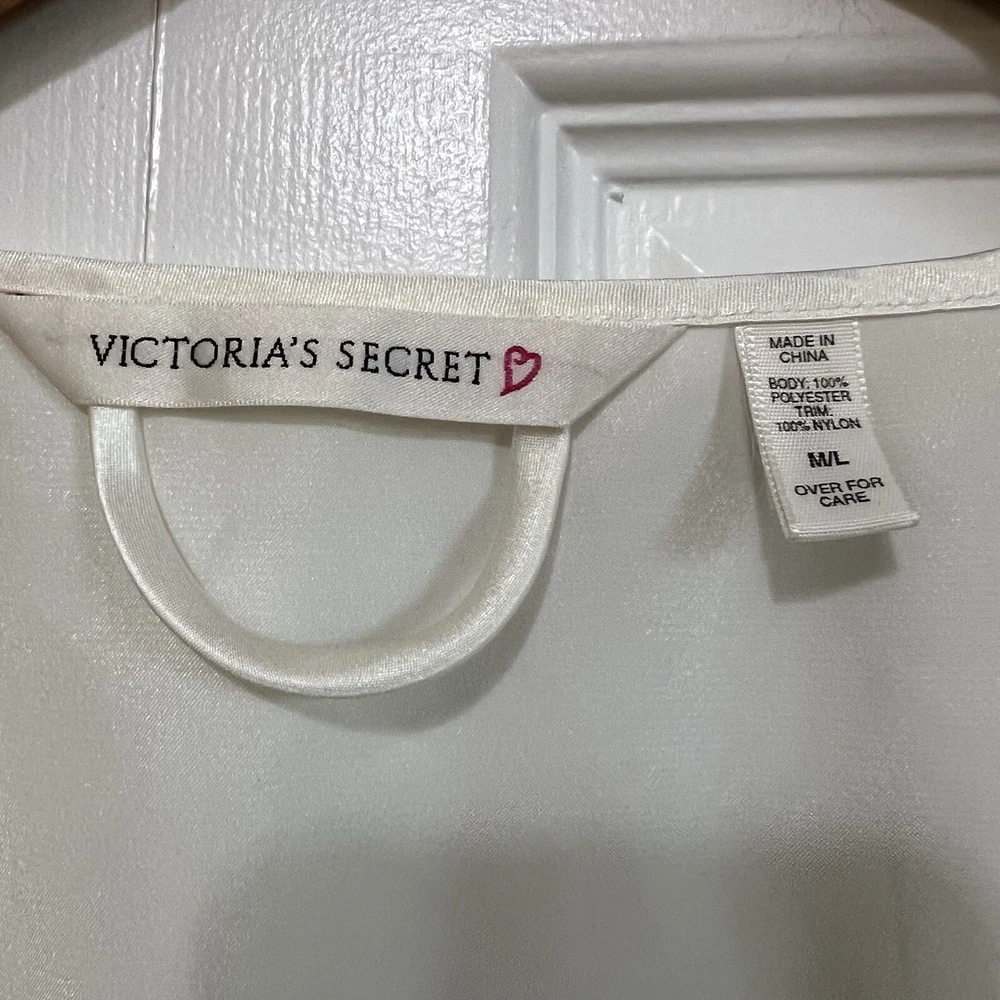 VICTORIA'S SECRET
MADE IN
CHINA
BODY: 100%
POLYESTER
TRIM:
100% NYLON
M/L
OVER FOR
CARE